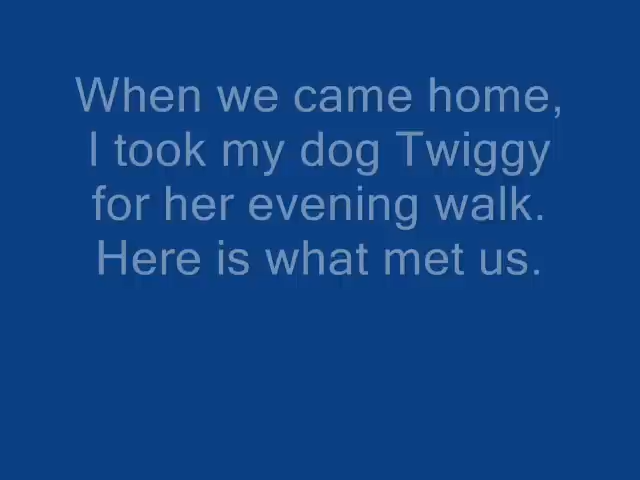 When we came home,
I took my dog Twiggy
for her evening walk.
Here is what met us.